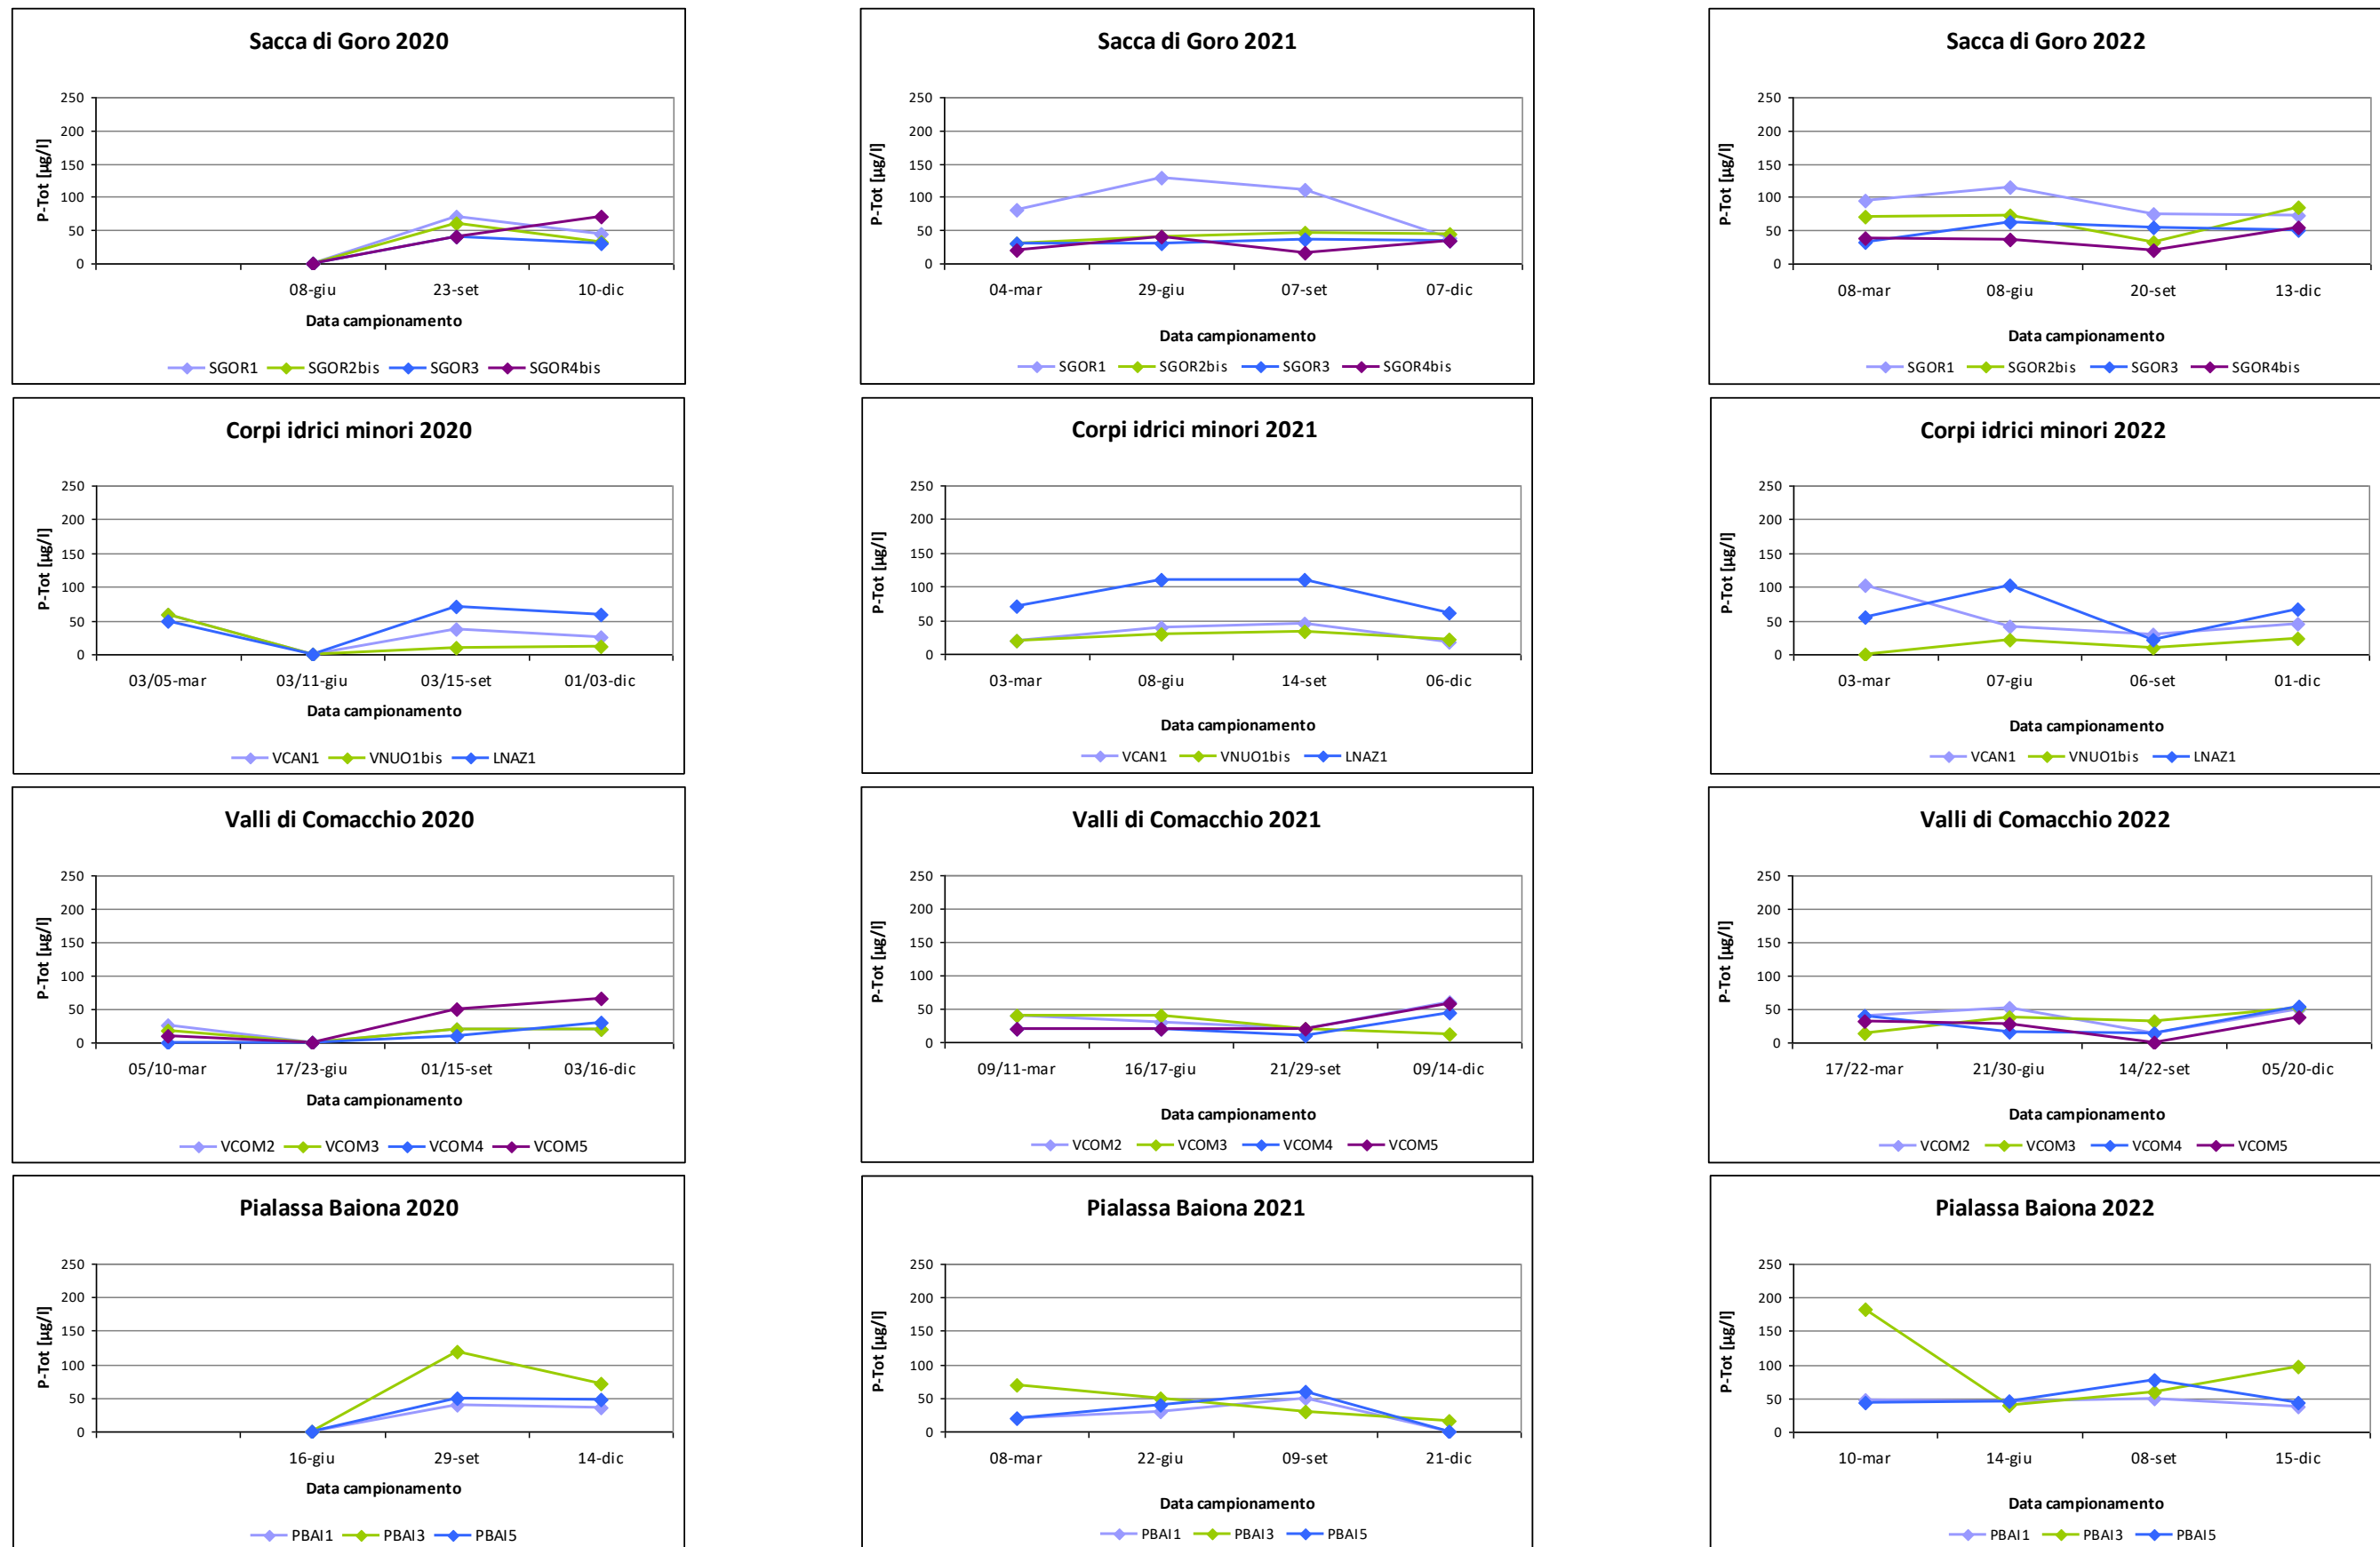 Sacca di Goro 2020
P-Tot [µg/l]
250
200
150
100
50
0
08-giu 23-set 10-dic
Data campionamento
SGOR1 SGOR2bis SGOR3 SGOR4bis
Sacca di Goro 2021
P-Tot [µg/l]
250
200
150
100
50
0
04-mar 29-giu 07-set 07-dic
Data campionamento
SGOR1 SGOR2bis SGOR3 SGOR4bis
Sacca di Goro 2022
P-Tot [µg/l]
250
200
150
100
50
0
08-mar 08-giu 20-set 13-dic
Data campionamento
SGOR1 SGOR2bis SGOR3 SGOR4bis
Corpi idrici minori 2020
P-Tot [µg/l]
250
200
150
100
50
0
03/05-mar 03/11-giu 03/15-set 01/03-dic
Data campionamento
VCAN1 VNUO1bis LNAZ1
Corpi idrici minori 2021
P-Tot [µg/l]
250
200
150
100
50
0
03-mar 08-giu 14-set 06-dic
Data campionamento
VCAN1 VNUO1bis LNAZ1
Corpi idrici minori 2022
P-Tot [µg/l]
250
200
150
100
50
0
03-mar 07-giu 06-set 01-dic
Data campionamento
VCAN1 VNUO1bis LNAZ1
Valli di Comacchio 2020
P-Tot [µg/l]
250
200
150
100
50
0
05/10-mar 17/23-giu 01/15-set 03/16-dic
Data campionamento
VCOM2 VCOM3 VCOM4 VCOM5
Valli di Comacchio 2021
P-Tot [µg/l]
250
200
150
100
50
0
09/11-mar 16/17-giu 21/29-set 09/14-dic
Data campionamento
VCOM2 VCOM3 VCOM4 VCOM5
Valli di Comacchio 2022
P-Tot [µg/l]
250
200
150
100
50
0
17/22-mar 21/30-giu 14/22-set 05/20-dic
Data campionamento
VCOM2 VCOM3 VCOM4 VCOM5
Pialassa Baiona 2020
P-Tot [µg/l]
250
200
150
100
50
0
16-giu 29-set 14-dic
Data campionamento
PBAI1 PBAI3 PBAI5
Pialassa Baiona 2021
P-Tot [µg/l]
250
200
150
100
50
0
08-mar 22-giu 09-set 21-dic
Data campionamento
PBAI1 PBAI3 PBAI5
Pialassa Baiona 2022
P-Tot [µg/l]
250
200
150
100
50
0
10-mar 14-giu 08-set 15-dic
Data campionamento
PBAI1 PBAI3 PBAI5